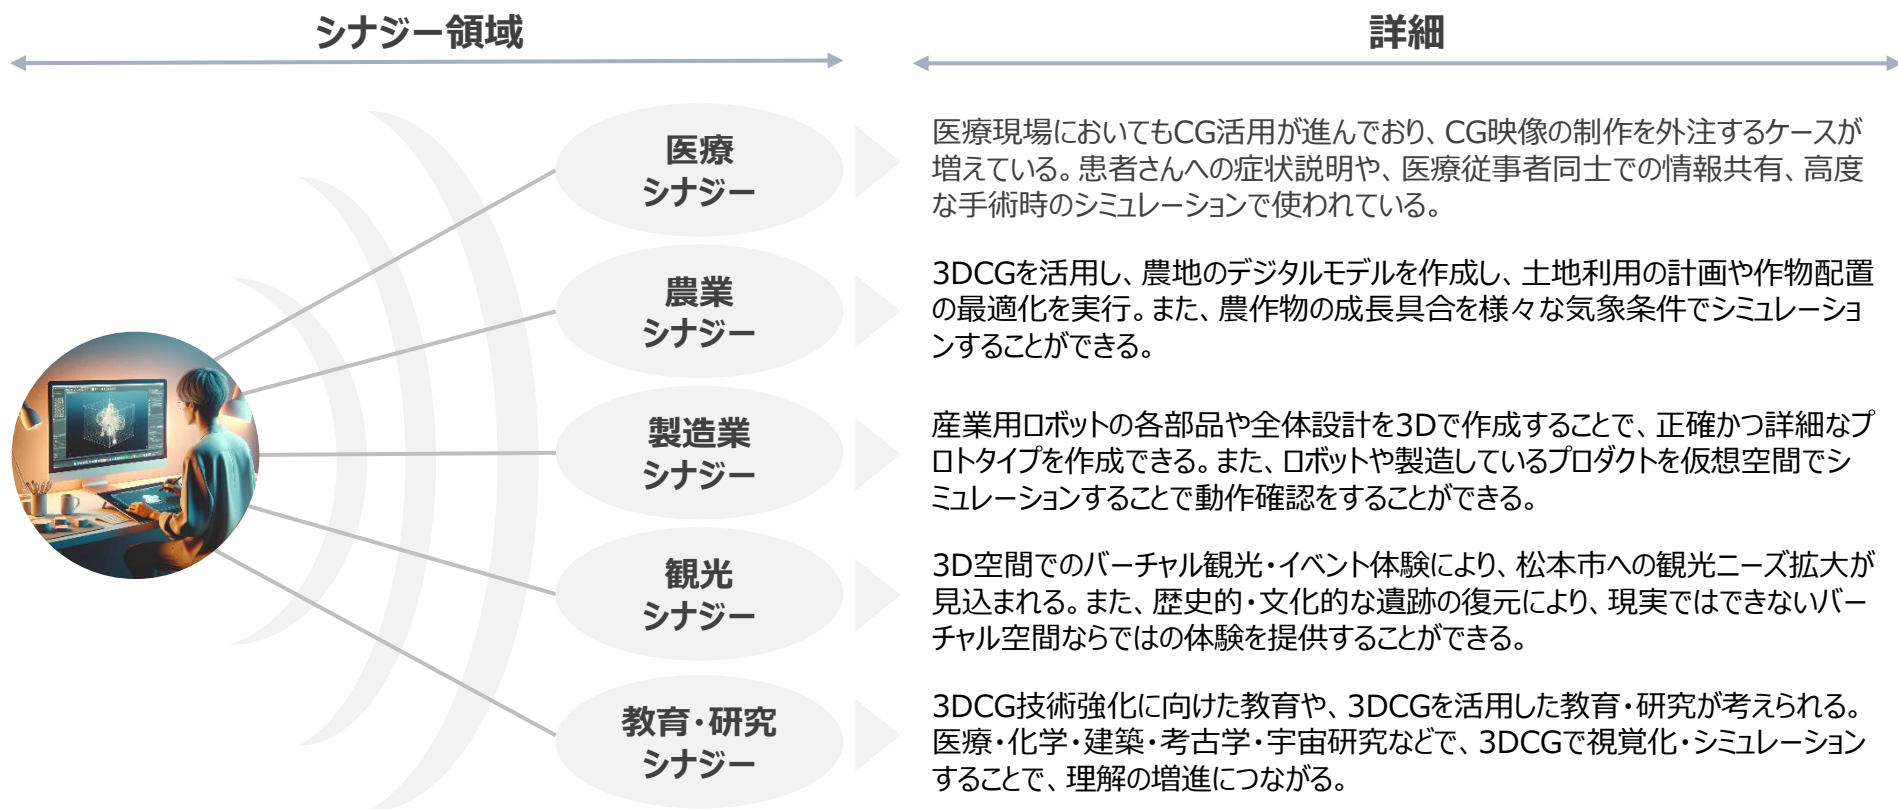 シナジー領域
詳細
医療
シナジー
医療現場においてもCG活用が進んでおり、CG映像の制作を外注するケースが
増えている。患者さんへの症状説明や、医療従事者同士での情報共有、高度
な手術時のシミュレーションで使われている。
農業
シナジー
3DCGを活用し、農地のデジタルモデルを作成し、土地利用の計画や作物配置
の最適化を実行。また、農作物の成長具合を様々な気象条件でシミュレーショ
ンすることができる。
製造業
シナジー
産業用ロボットの各部品や全体設計を3Dで作成することで、正確かつ詳細なプ
ロトタイプを作成できる。また、ロボットや製造しているプロダクトを仮想空間でシ
ミュレーションすることで動作確認をすることができる。
観光
シナジー
3D空間でのバーチャル観光・イベント体験により、松本市への観光ニーズ拡大が
見込まれる。また、歴史的・文化的な遺跡の復元により、現実ではできないバー
チャル空間ならではの体験を提供することができる。
教育・研究
シナジー
3DCG技術強化に向けた教育や、3DCGを活用した教育・研究が考えられる。
医療・化学・建築・考古学・宇宙研究などで、3DCGで視覚化・シミュレーション
することで、理解の増進につながる。